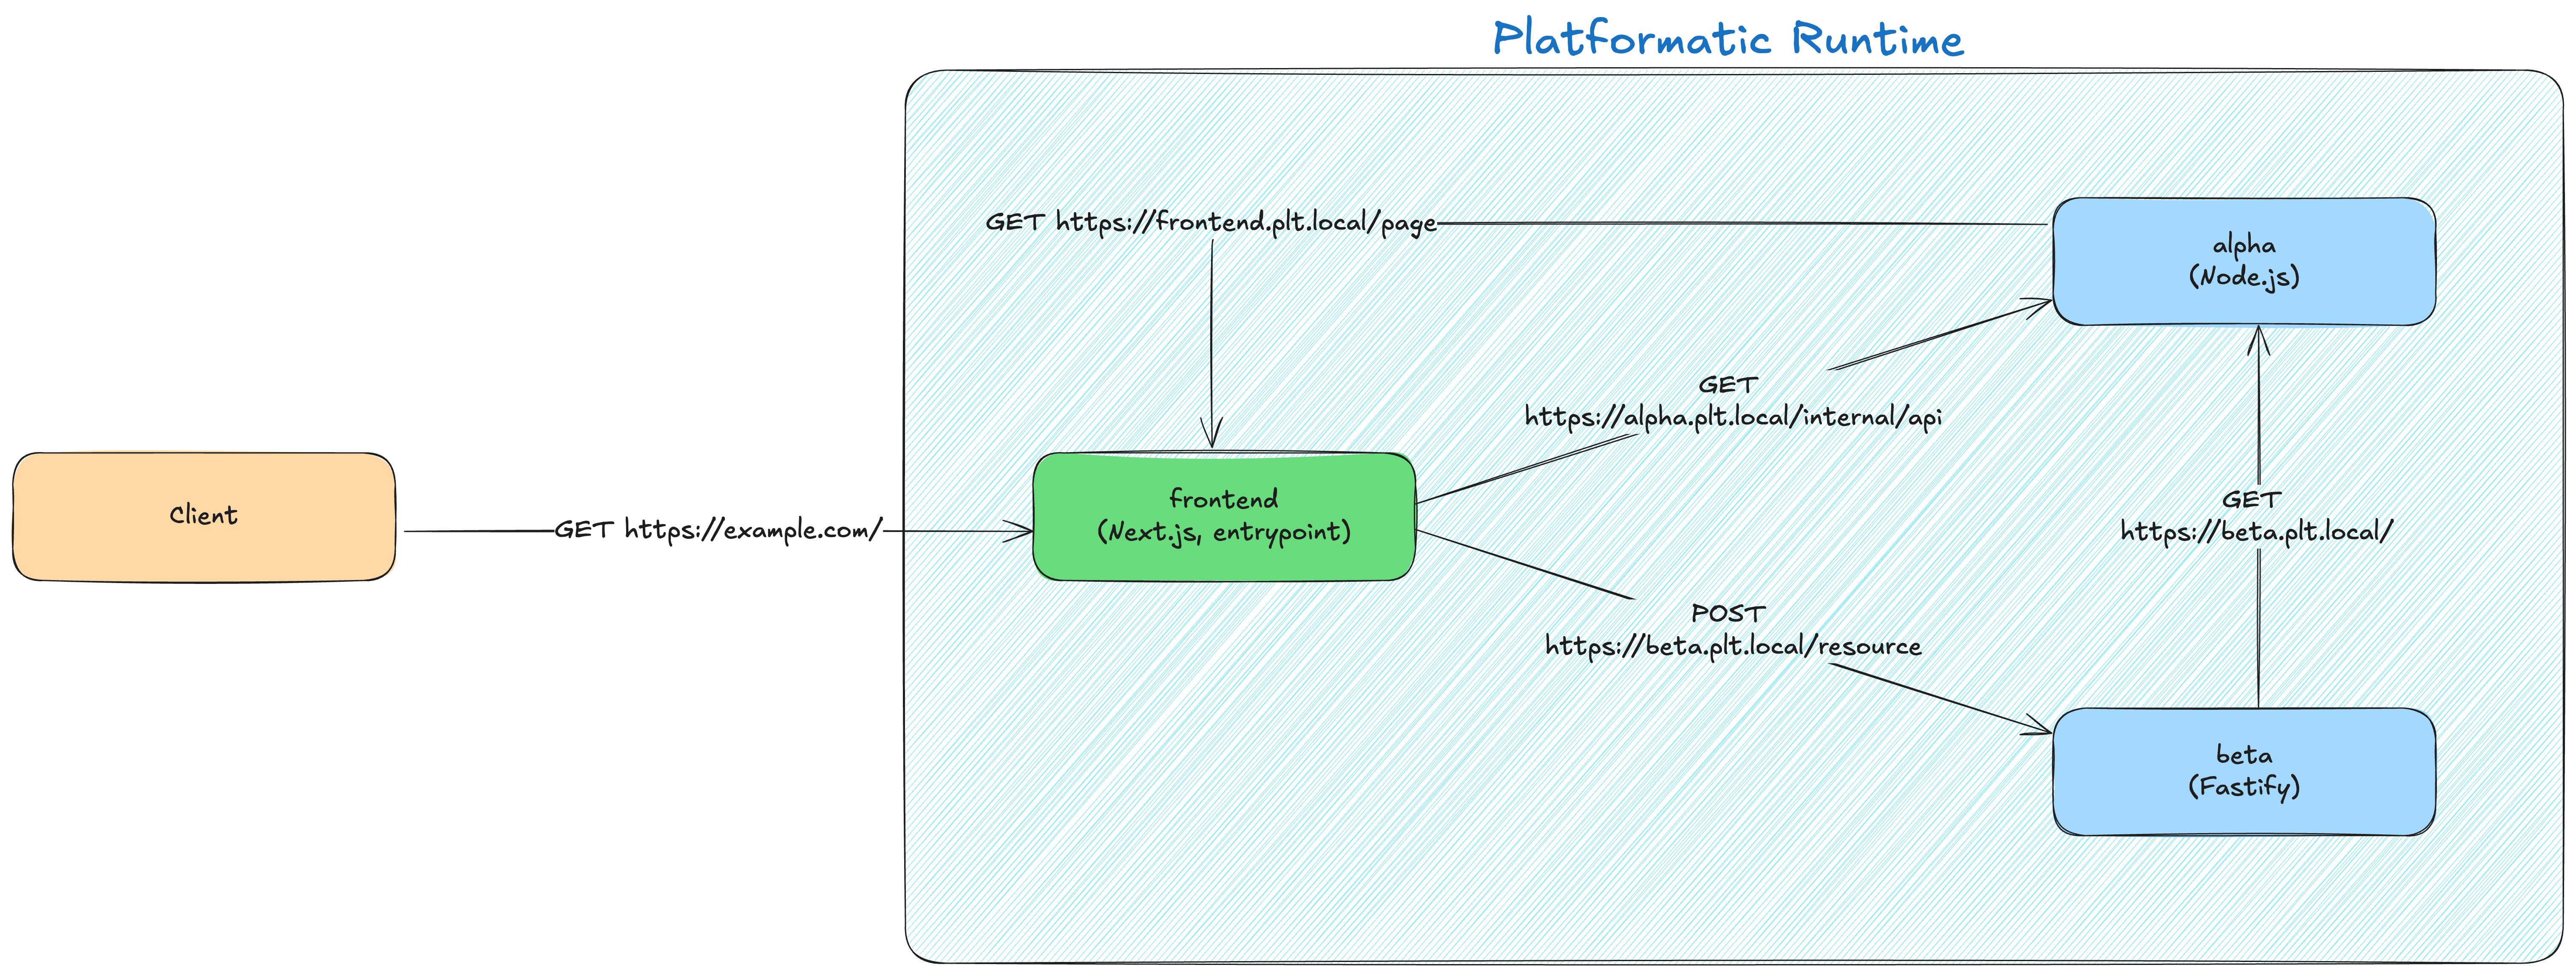 Platformatic Runtime
GET https://frontend.plt.local/page
alpha
(Node.js)
GET
https://alpha.plt.local/internal/api
Client
GET https://example.com/
frontend
(Next.js, entrypoint)
GET
https://beta.plt.local/
POST
https://beta.plt.local/resource
beta
(Fastify)